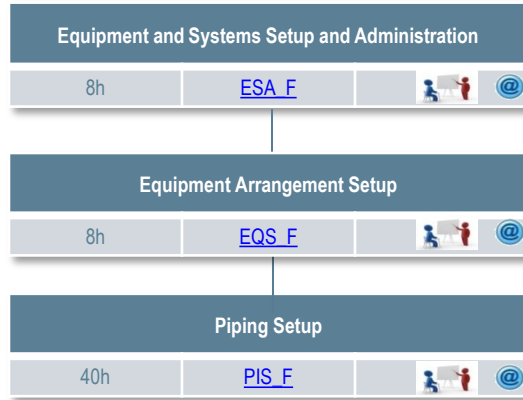 Equipment and Systems Setup and Administration
8h ESA_F @
Equipment Arrangement Setup
8h EQS_F @
Piping Setup
40h PIS_F @